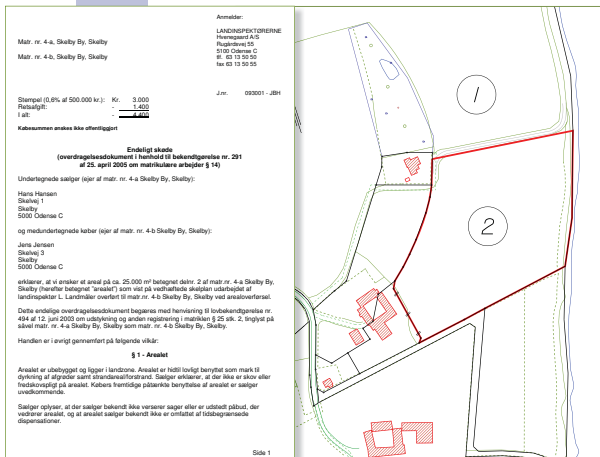 Anmelder:
LANDINSPEKTØRERNE
Hvenegaard A/S
Rugårdsvej 55
5100 Odense C
tlf. 63 13 50 50
fax 63 13 50 55
Matr. nr. 4-a, Skelby By, Skelby
Matr. nr. 4-b, Skelby By, Skelby
J.nr. 093001 - JBH
Stempel (0,6% af 500.000 kr.): Kr. 3.000
Retsafgift: - 1.400
I alt: - 4.400
Købesummen ønskes ikke offentliggjort
Endeligt skøde
(overdragelsesdokument i henhold til bekendtgørelse nr. 291
af 25. april 2005 om matrikulære arbejder § 14)
Undertegnede sælger (ejer af matr. nr. 4-a Skelby By, Skelby):
Hans Hansen
Skelvej 1
Skelby
5000 Odense C
og medundertegnede køber (ejer af matr. nr. 4-b Skelby By, Skelby):
Jens Jensen
Skelvej 3
Skelby
5000 Odense C
erklærer, at vi ønsker et areal på ca. 25.000 m² betegnet delnr. 2 af matr.nr. 4-a Skelby By,
Skelby (herefter betegnet "arealet") som vist på vedhæftede skelplan udarbejdet af
landinspektør L. Landmåler overført til matr.nr. 4-b Skelby By, Skelby ved arealoverførsel.
Dette endelige overdragelsesdokument begæres med henvisning til lovbekendtgørelse nr.
494 af 12. juni 2003 om udstykning og anden registrering i matriklen § 25 stk. 2, tinglyst på
såvel matr.nr. 4-a Skelby By, Skelby som matr.nr. 4-b Skelby By, Skelby.
Handlen er i øvrigt gennemført på følgende vilkår:
§ 1 - Arealet
Arealet er ubebygget og ligger i landzone. Arealet er hidtil lovligt benyttet som mark til
dyrkning af afgrøder samt strandareal/forstrand. Sælger erklærer, at der ikke er skov eller
fredskovspligt på arealet. Købers fremtidige påtænkte benyttelse af arealet er sælger
uvedkommende.
Sælger oplyser, at der sælger bekendt ikke verserer sager eller er udstedt påbud, der
vedrører arealet, og at arealet sælger bekendt ikke er omfattet af tidsbegrænsede
dispensationer.
Side 1
1
2